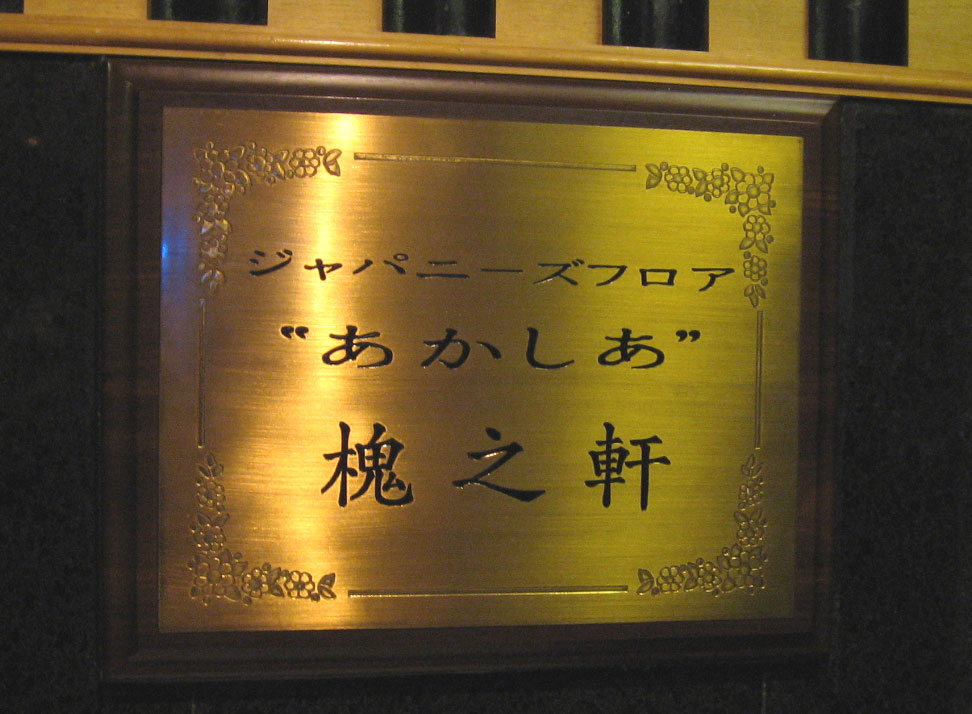 ジャパニーズフロア
“あかしあ”
槐之軒